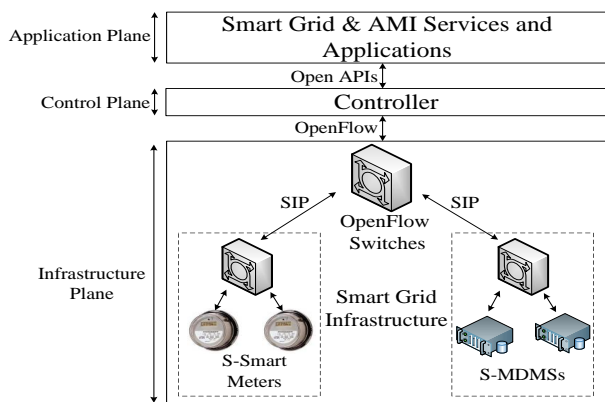 Application Plane
Smart Grid & AMI Services and
Applications
Open APIs
Control Plane
Controller
OpenFlow
Infrastructure
Plane
SIP
SIP
OpenFlow
Switches
Smart Grid
Infrastructure
S-Smart
Meters
S-MDMSs